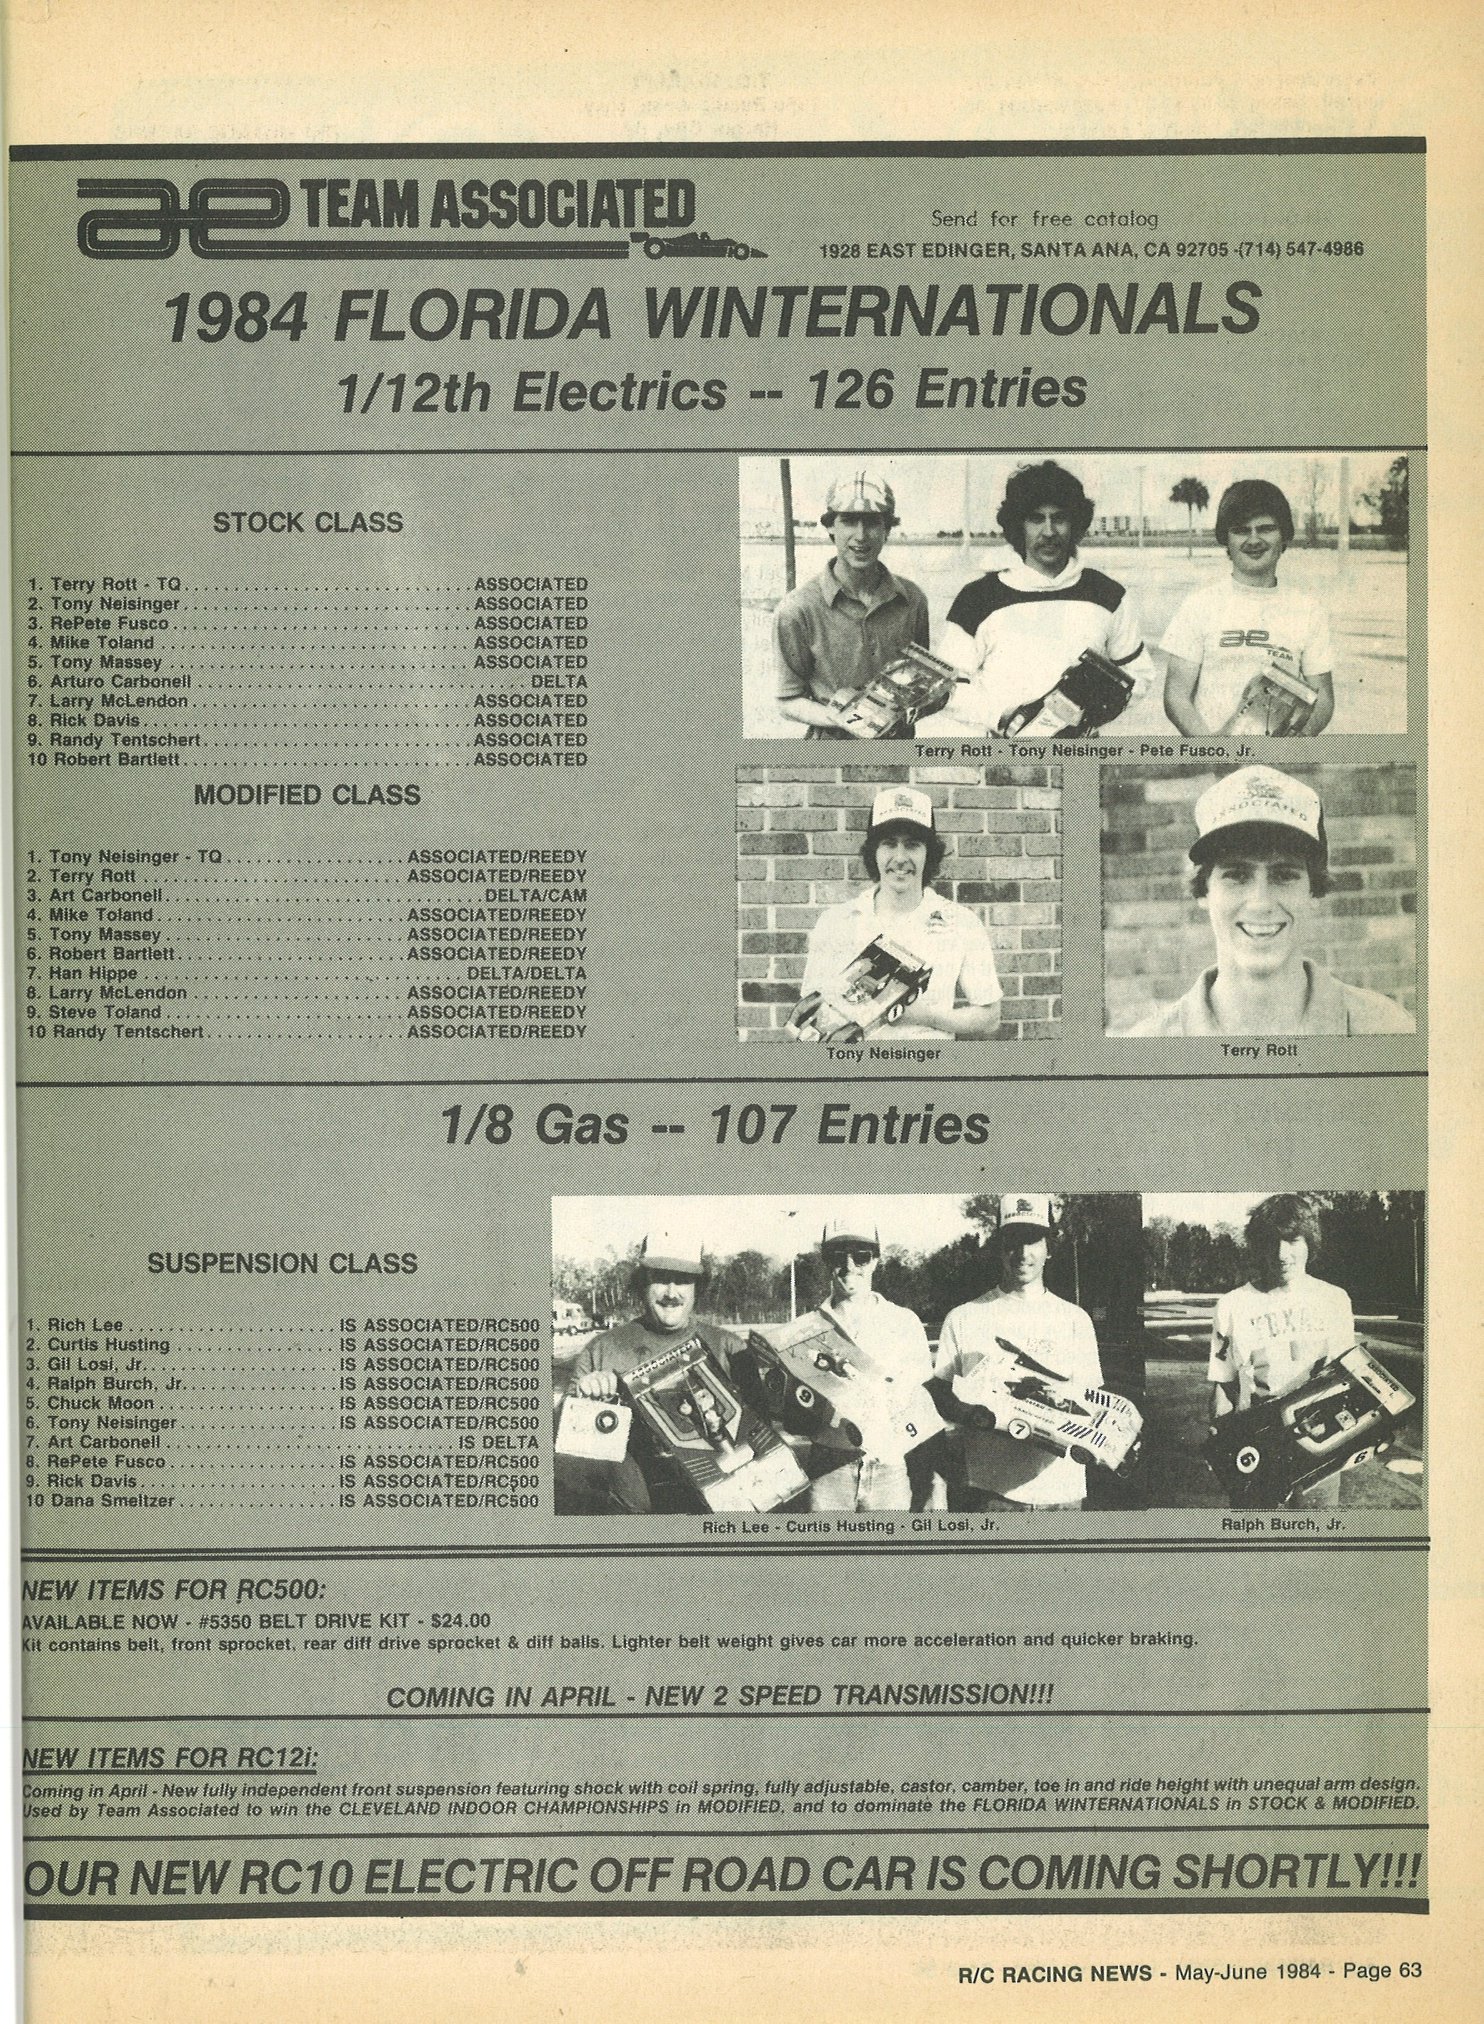 ae TEAM ASSOCIATED
Send for free catalog
1928 EAST EDINGER, SANTA ANA, CA 92705 -(714) 547-4986
1984 FLORIDA WINTERNATIONALS
1/12th Electrics -- 126 Entries
STOCK CLASS
1. Terry Rott - TQ.............................ASSOCIATED
2. Tony Neisinger.............................ASSOCIATED
3. RePete Fusco..............................ASSOCIATED
4. Mike Toland ...............................ASSOCIATED
5. Tony Massey ..............................ASSOCIATED
6. Arturo Carbonell ................................. DELTA
7. Larry McLendon............................ASSOCIATED
8. Rick Davis.................................ASSOCIATED
9. Randy Tentschert...........................ASSOCIATED
10 Robert Bartlett.............................ASSOCIATED
ae
TEAM
Terry Rott - Tony Neisinger - Pete Fusco, Jr.
MODIFIED CLASS
1. Tony Neisinger - TQ..................ASSOCIATED/REEDY
2. Terry Rott ..........................ASSOCIATED/REEDY
3. Art Carbonell................................DELTA/CAM
4. Mike Toland.........................ASSOCIATED/REEDY
5. Tony Massey ........................ASSOCIATED/REEDY
6. Robert Bartlett.......................ASSOCIATED/REEDY
7. Han Hippe ................................DELTA/DELTA
8. Larry McLendon .....................ASSOCIATED/REEDY
9. Steve Toland ........................ASSOCIATED/REEDY
10 Randy Tentschert....................ASSOCIATED/REEDY
ASSOCIATED
1
Tony Neisinger
ASSOCIATED
Terry Rott
1/8 Gas -- 107 Entries
SUSPENSION CLASS
1. Rich Lee.....................IS ASSOCIATED/RC500
2. Curtis Husting .................IS ASSOCIATED/RC500
3. Gil Losi, Jr....................IS ASSOCIATED/RC500
4. Ralph Burch, Jr...............IS ASSOCIATED/RC500
5. Chuck Moon ..................IS ASSOCIATED/RC500
6. Tony Neisinger................IS ASSOCIATED/RC500
7. Art Carbonell..............................IS DELTA
8. RePete Fusco.................IS ASSOCIATED/RC500
9. Rick Davis....................IS ASSOCIATED/RC500
10 Dana Smeltzer................IS ASSOCIATED/RC500
9
9
7
6
6
Rich Lee - Curtis Husting - Gil Losi, Jr.
Ralph Burch, Jr.
NEW ITEMS FOR RC500:
AVAILABLE NOW - #5350 BELT DRIVE KIT - $24.00
Kit contains belt, front sprocket, rear diff drive sprocket & diff balls. Lighter belt weight gives car more acceleration and quicker braking.
COMING IN APRIL - NEW 2 SPEED TRANSMISSION!!!
NEW ITEMS FOR RC12i:
Coming in April - New fully independent front suspension featuring shock with coil spring, fully adjustable, castor, camber, toe in and ride height with unequal arm design.
Used by Team Associated to win the CLEVELAND INDOOR CHAMPIONSHIPS in MODIFIED, and to dominate the FLORIDA WINTERNATIONALS in STOCK & MODIFIED.
OUR NEW RC10 ELECTRIC OFF ROAD CAR IS COMING SHORTLY!!!
R/C RACING NEWS - May-June 1984 - Page 63